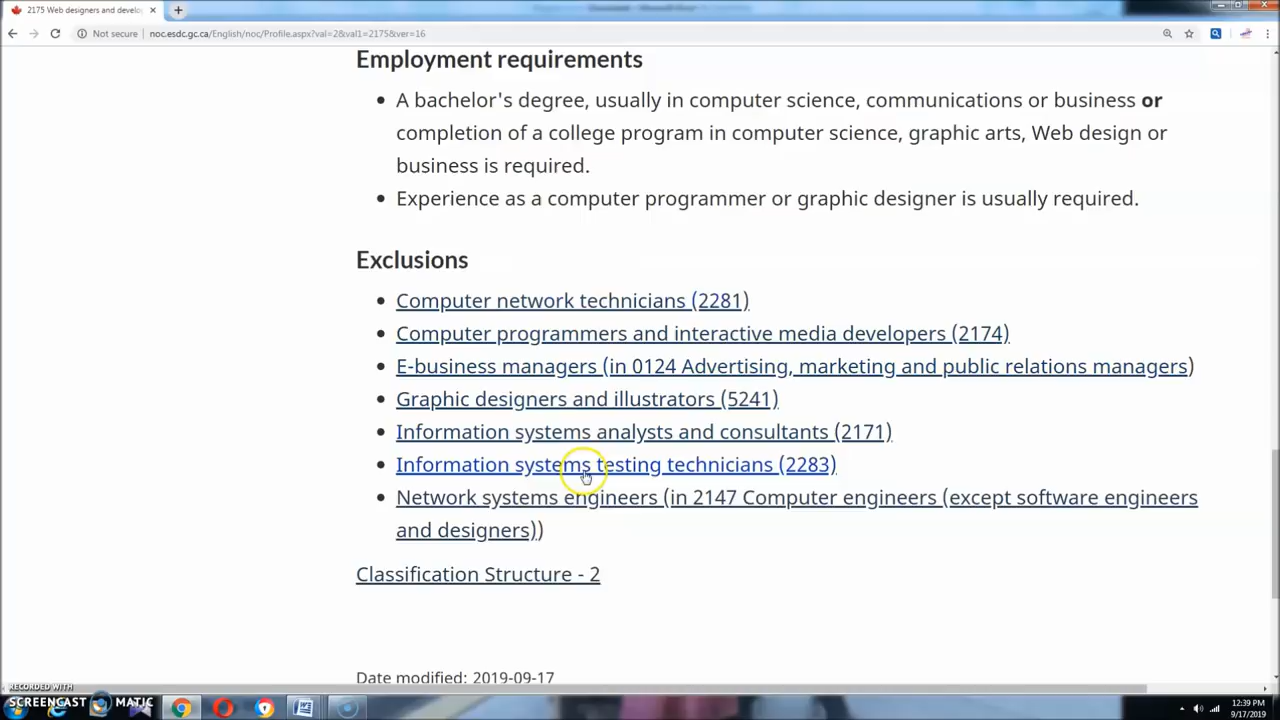 2175 Web designers and develo
Not secure | noc.esdc.gc.ca/English/noc/Profile.aspx?val=2&val1=2175&ver=16
Employment requirements
• A bachelor's degree, usually in computer science, communications or business or
completion of a college program in computer science, graphic arts, Web design or
business is required.
• Experience as a computer programmer or graphic designer is usually required.
Exclusions
• Computer network technicians (2281)
• Computer programmers and interactive media developers (2174)
• E-business managers (in 0124 Advertising, marketing and public relations managers)
• Graphic designers and illustrators (5241)
• Information systems analysts and consultants (2171)
• Information systems testing technicians (2283)
• Network systems engineers (in 2147 Computer engineers (except software engineers
and designers))
Classification Structure - 2
Date modified: 2019-09-17
RECORDED WITH
SCREENCAST MATIC
12:39 PM
9/17/2019